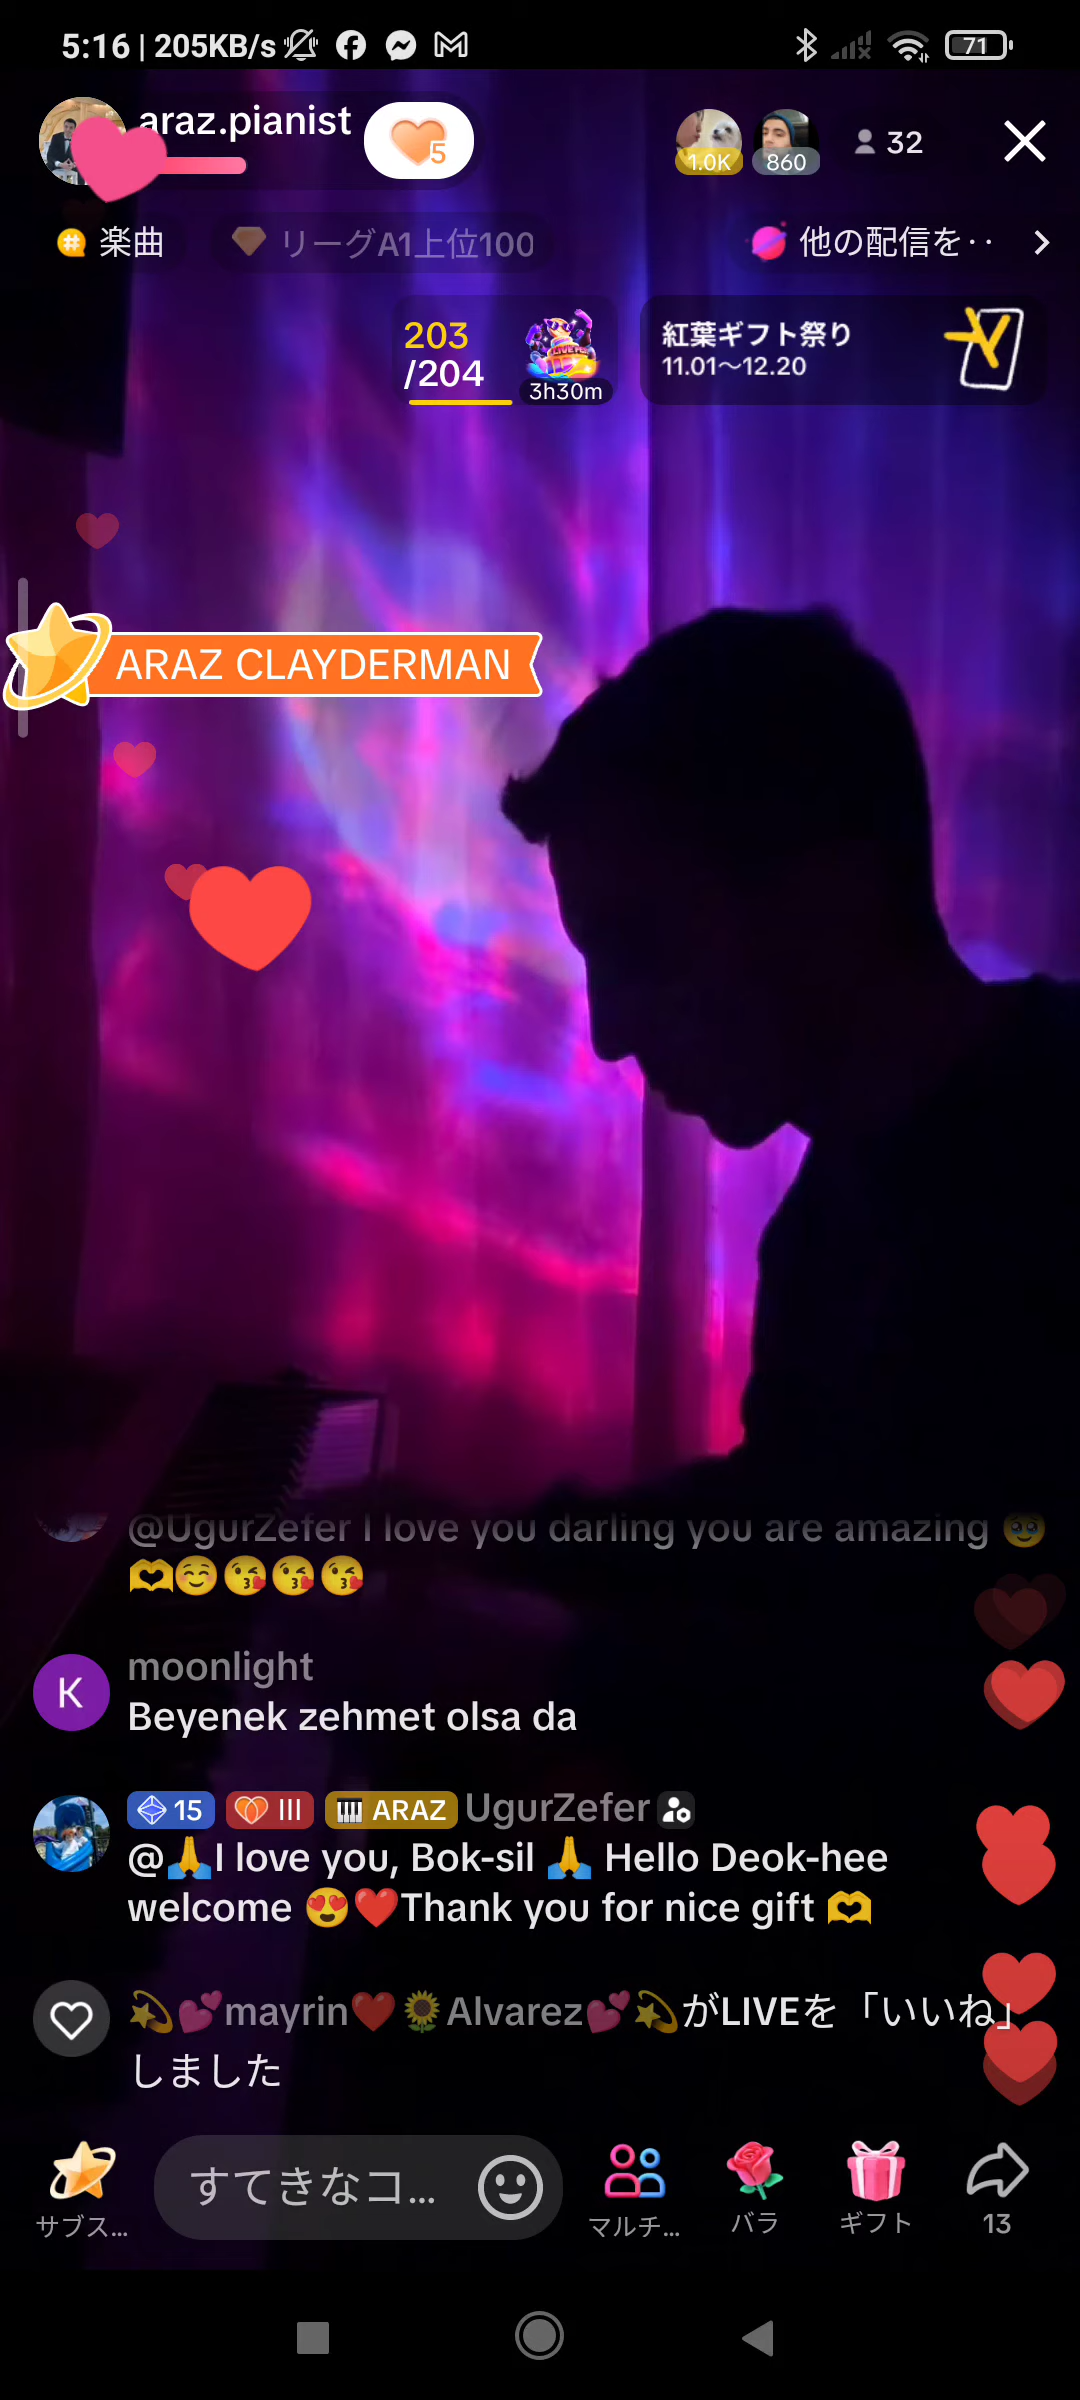 5:16 | 205KB/s
71
araz.pianist
5
1.0K
860
32
楽曲
リーグA1上位100
他の配信を··
203
/204
3h30m
紅葉ギフト祭り
11.01〜12.20
ARAZ CLAYDERMAN
@UgurZefer I love you darling you are amazing 🥹
🫶☺️😘😘😘
K
moonlight
Beyenek zehmet olsa da
15 III ARAZ UgurZefer
@🙏I love you, Bok-sil 🙏 Hello Deok-hee
welcome 😍❤️Thank you for nice gift 🫶
💫💕mayrin❤️🌻Alvarez💕💫がLIVEを「いいね」
しました
すてきなコ...
サブス...
マルチ...
バラ
ギフト
13